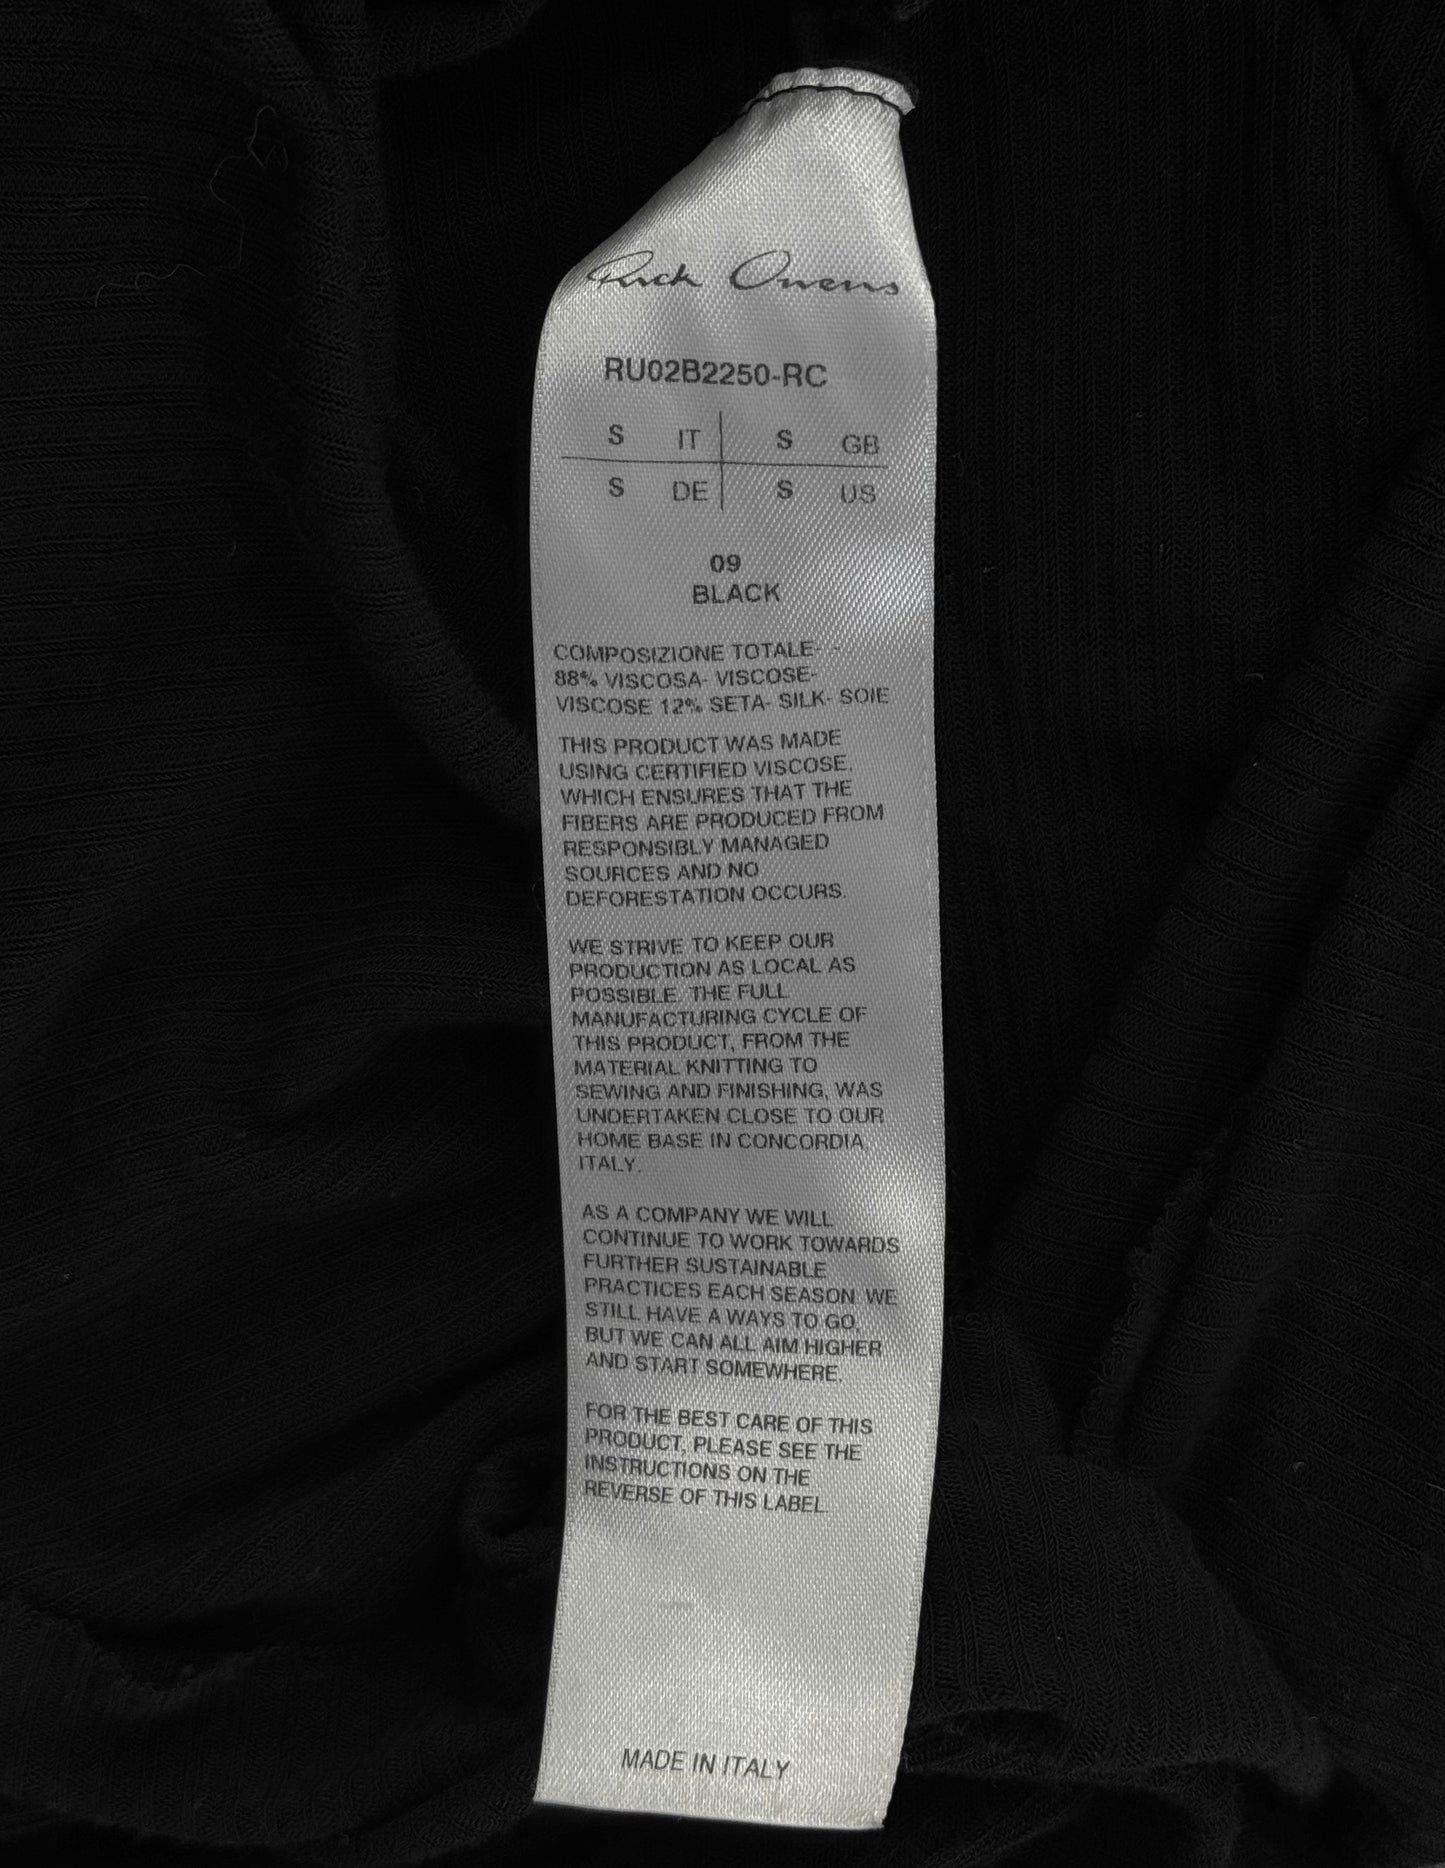 Rick Owens
RU02B2250-RC
S IT S GB
S DE S US
09
BLACK
COMPOSIZIONE TOTALE- -
88% VISCOSA- VISCOSE-
VISCOSE 12% SETA- SILK- SOIE
THIS PRODUCT WAS MADE
USING CERTIFIED VISCOSE,
WHICH ENSURES THAT THE
FIBERS ARE PRODUCED FROM
RESPONSIBLY MANAGED
SOURCES AND NO
DEFORESTATION OCCURS.
WE STRIVE TO KEEP OUR
PRODUCTION AS LOCAL AS
POSSIBLE. THE FULL
MANUFACTURING CYCLE OF
THIS PRODUCT, FROM THE
MATERIAL KNITTING TO
SEWING AND FINISHING, WAS
UNDERTAKEN CLOSE TO OUR
HOME BASE IN CONCORDIA,
ITALY.
AS A COMPANY WE WILL
CONTINUE TO WORK TOWARDS
FURTHER SUSTAINABLE
PRACTICES EACH SEASON. WE
STILL HAVE A WAYS TO GO,
BUT WE CAN ALL AIM HIGHER
AND START SOMEWHERE.
FOR THE BEST CARE OF THIS
PRODUCT, PLEASE SEE THE
INSTRUCTIONS ON THE
REVERSE OF THIS LABEL.
MADE IN ITALY